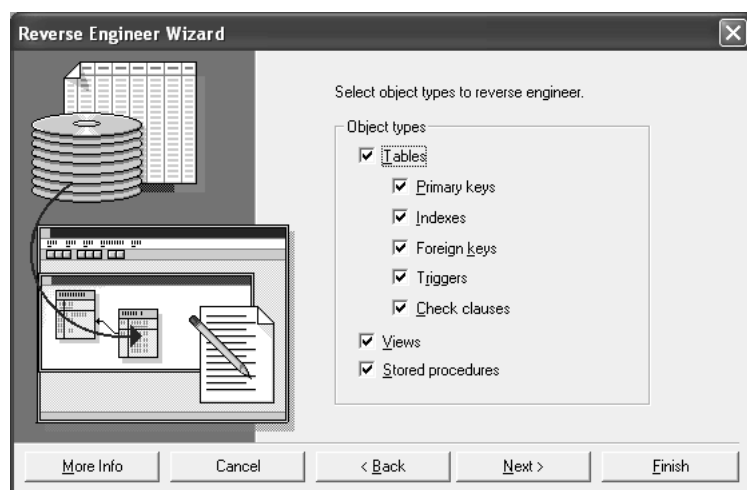 Reverse Engineer Wizard
Select object types to reverse engineer.
Object types
Tables
Primary keys
Indexes
Foreign keys
Triggers
Check clauses
Views
Stored procedures
More Info Cancel < Back Next > Finish